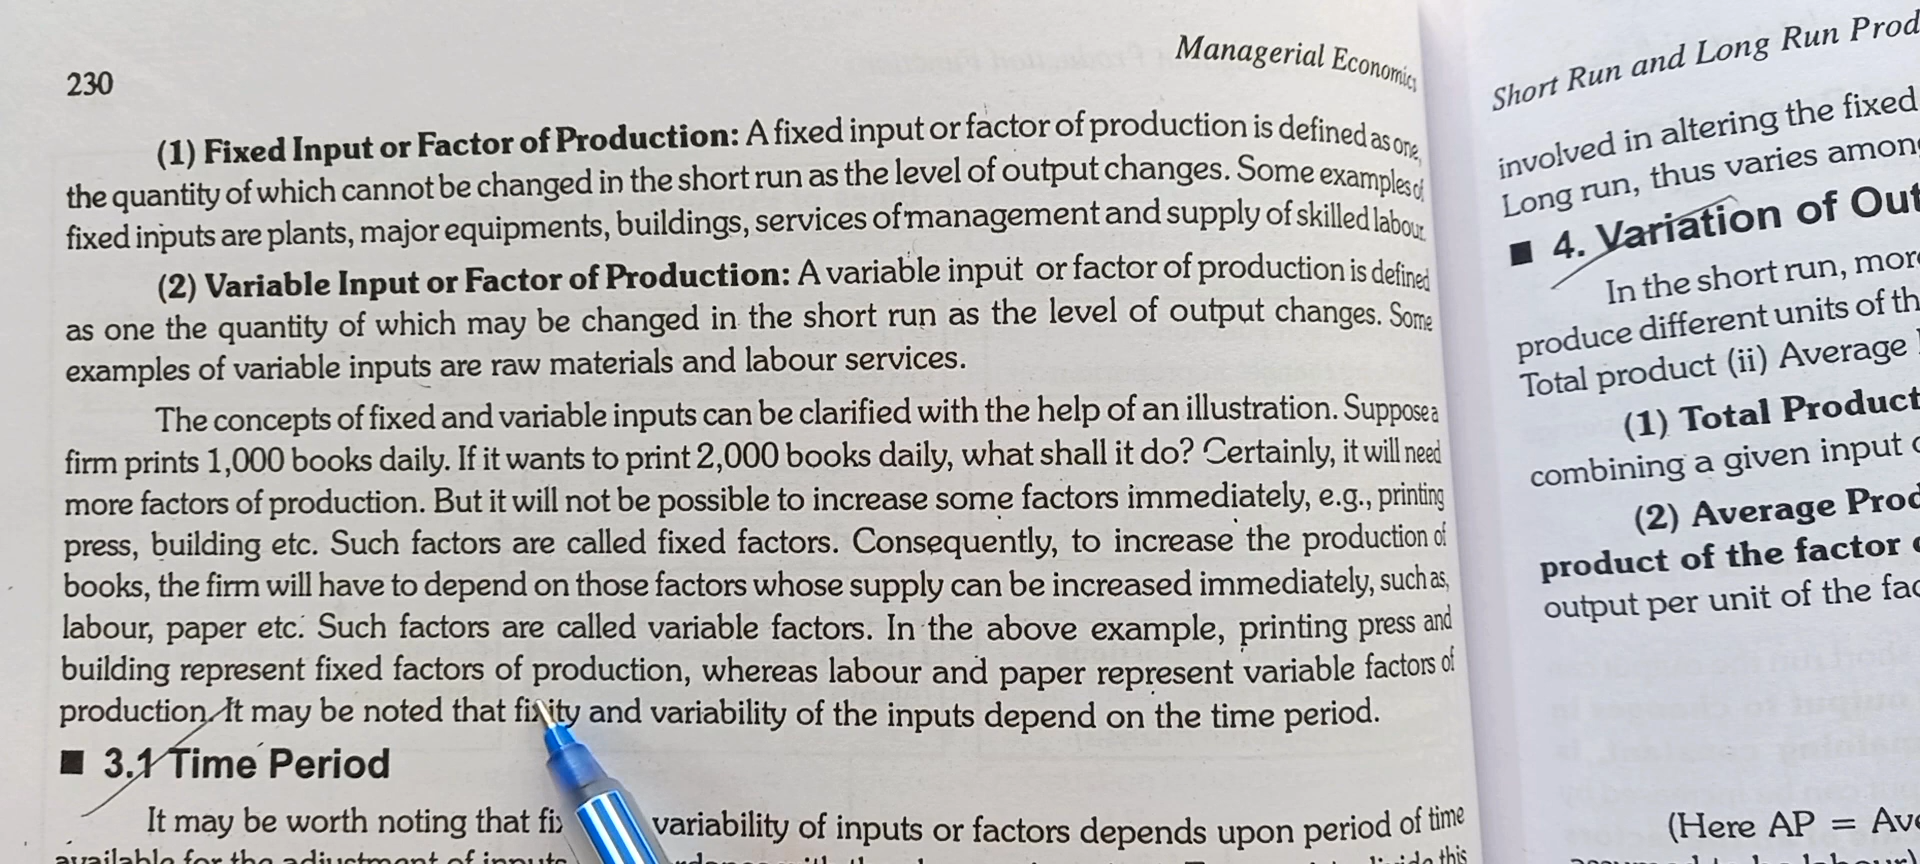 230
Managerial Economics
(1) Fixed Input or Factor of Production: A fixed input or factor of production is defined as one,
the quantity of which cannot be changed in the short run as the level of output changes. Some examples of
fixed inputs are plants, major equipments, buildings, services of management and supply of skilled labour.
(2) Variable Input or Factor of Production: A variable input or factor of production is defined
as one the quantity of which may be changed in the short run as the level of output changes. Some
examples of variable inputs are raw materials and labour services.
The concepts of fixed and variable inputs can be clarified with the help of an illustration. Suppose a
firm prints 1,000 books daily. If it wants to print 2,000 books daily, what shall it do? Certainly, it will need
more factors of production. But it will not be possible to increase some factors immediately, e.g., printing
press, building etc. Such factors are called fixed factors. Consequently, to increase the production of
books, the firm will have to depend on those factors whose supply can be increased immediately, such as,
labour, paper etc. Such factors are called variable factors. In the above example, printing press and
building represent fixed factors of production, whereas labour and paper represent variable factors of
production. It may be noted that fixity and variability of the inputs depend on the time period.
■ 3.1 Time Period
It may be worth noting that variability of inputs or factors depends upon period of time
available for the adjustment of inputs this
Short Run and Long Run Prod
involved in altering the fixed
Long run, thus varies among
■ 4. Variation of Out
In the short run, more
produce different units of th
Total product (ii) Average
(1) Total Product
combining a given input
(2) Average Prod
product of the factor
output per unit of the fac
(Here AP = Ave